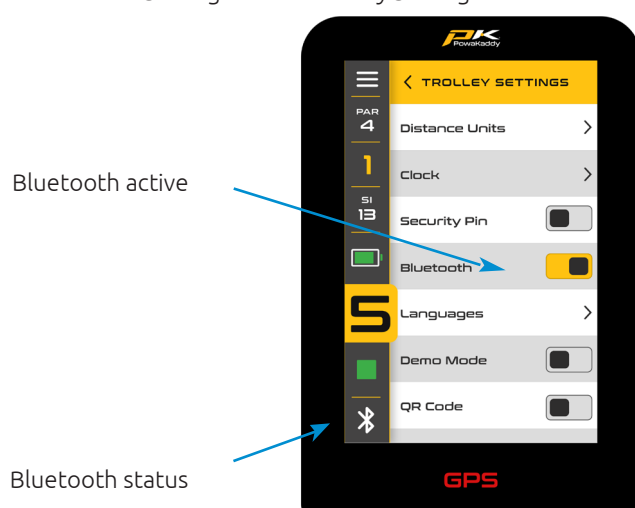 PK
PowaKaddy
TROLLEY SETTINGS
PAR
4
Distance Units
1
Clock
Bluetooth active
SI
13
Security Pin
Bluetooth
Languages
Demo Mode
QR Code
Bluetooth status
GPS